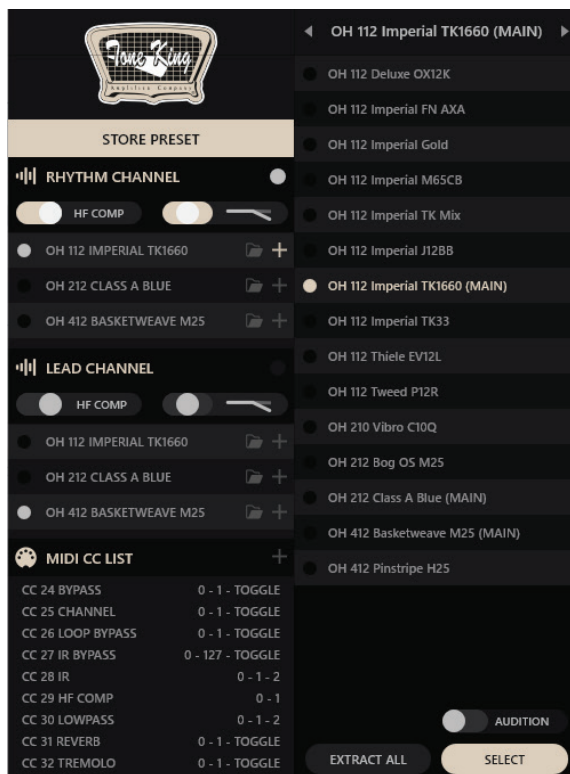 Tone King
Amplifier Company
STORE PRESET
RHYTHM CHANNEL
HF COMP
OH 112 IMPERIAL TK1660
OH 212 CLASS A BLUE
OH 412 BASKETWEAVE M25
LEAD CHANNEL
HF COMP
OH 112 IMPERIAL TK1660
OH 212 CLASS A BLUE
OH 412 BASKETWEAVE M25
MIDI CC LIST
CC 24 BYPASS 0 - 1 - TOGGLE
CC 25 CHANNEL 0 - 1 - TOGGLE
CC 26 LOOP BYPASS 0 - 1 - TOGGLE
CC 27 IR BYPASS 0 - 127 - TOGGLE
CC 28 IR 0 - 1 - 2
CC 29 HF COMP 0 - 1
CC 30 LOWPASS 0 - 1 - 2
CC 31 REVERB 0 - 1 - TOGGLE
CC 32 TREMOLO 0 - 1 - TOGGLE
OH 112 Imperial TK1660 (MAIN)
OH 112 Deluxe OX12K
OH 112 Imperial FN AXA
OH 112 Imperial Gold
OH 112 Imperial M65CB
OH 112 Imperial TK Mix
OH 112 Imperial J12BB
OH 112 Imperial TK1660 (MAIN)
OH 112 Imperial TK33
OH 112 Thiele EV12L
OH 112 Tweed P12R
OH 210 Vibro C10Q
OH 212 Bog OS M25
OH 212 Class A Blue (MAIN)
OH 412 Basketweave M25 (MAIN)
OH 412 Pinstripe H25
AUDITION
EXTRACT ALL
SELECT